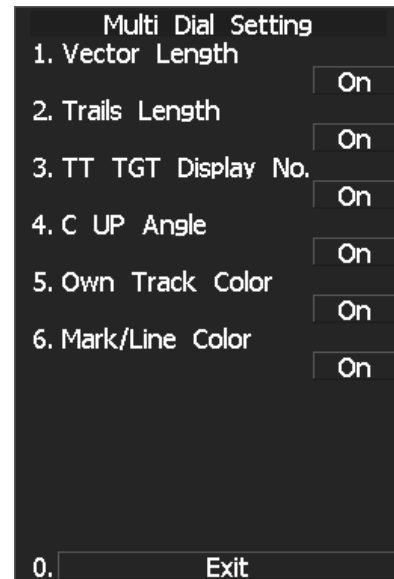 Multi Dial Setting
1. Vector Length
On
2. Trails Length
On
3. TT TGT Display No.
On
4. C UP Angle
On
5. Own Track Color
On
6. Mark/Line Color
On
0. Exit